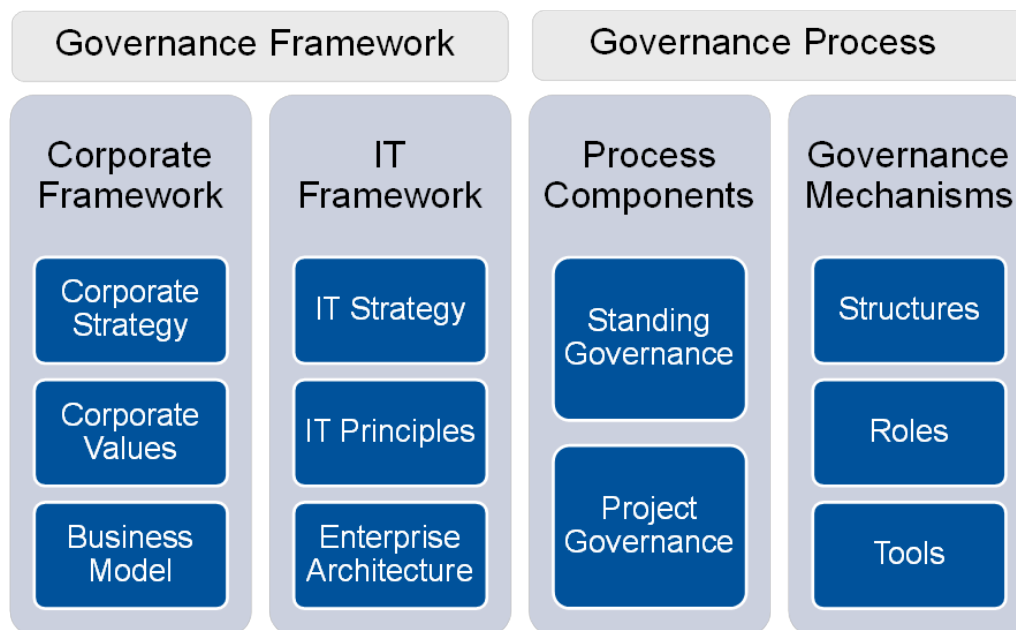 Governance Framework
Governance Process
Corporate
Framework
Corporate
Strategy
Corporate
Values
Business
Model
IT
Framework
IT Strategy
IT Principles
Enterprise
Architecture
Process
Components
Standing
Governance
Project
Governance
Governance
Mechanisms
Structures
Roles
Tools